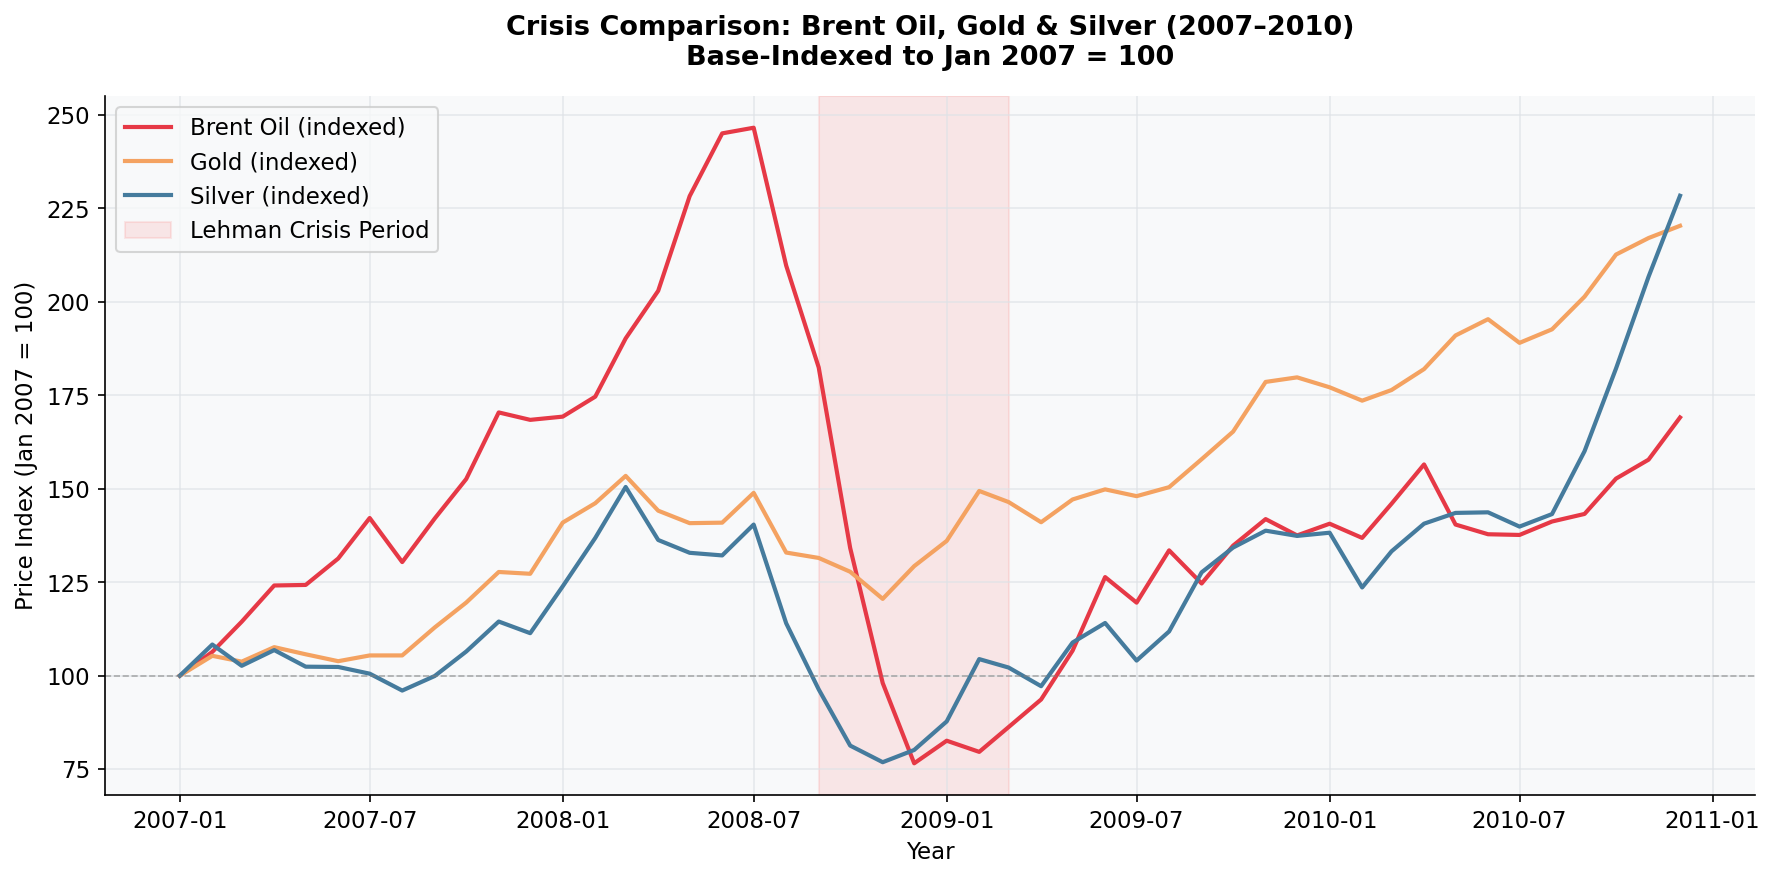 Crisis Comparison: Brent Oil, Gold & Silver (2007–2010)
Base-Indexed to Jan 2007 = 100
Brent Oil (indexed)
Gold (indexed)
Silver (indexed)
Lehman Crisis Period
Price Index (Jan 2007 = 100)
250
225
200
175
150
125
100
75
2007-01 2007-07 2008-01 2008-07 2009-01 2009-07 2010-01 2010-07 2011-01
Year